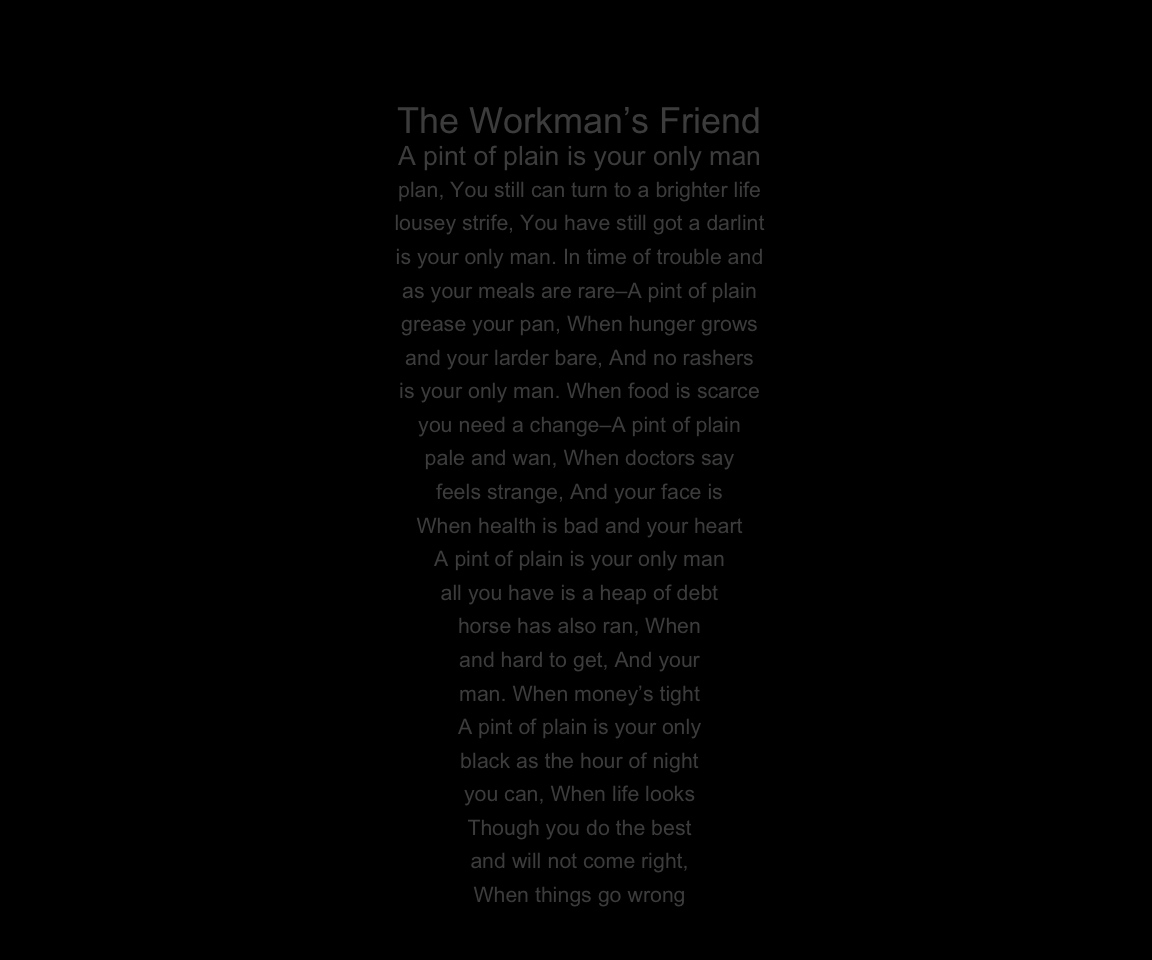 The Workman’s Friend
A pint of plain is your only man
plan, You still can turn to a brighter life
lousey strife, You have still got a darlint
is your only man. In time of trouble and
as your meals are rare–A pint of plain
grease your pan, When hunger grows
and your larder bare, And no rashers
is your only man. When food is scarce
you need a change–A pint of plain
pale and wan, When doctors say
feels strange, And your face is
When health is bad and your heart
A pint of plain is your only man
all you have is a heap of debt
horse has also ran, When
and hard to get, And your
man. When money’s tight
A pint of plain is your only
black as the hour of night
you can, When life looks
Though you do the best
and will not come right,
When things go wrong